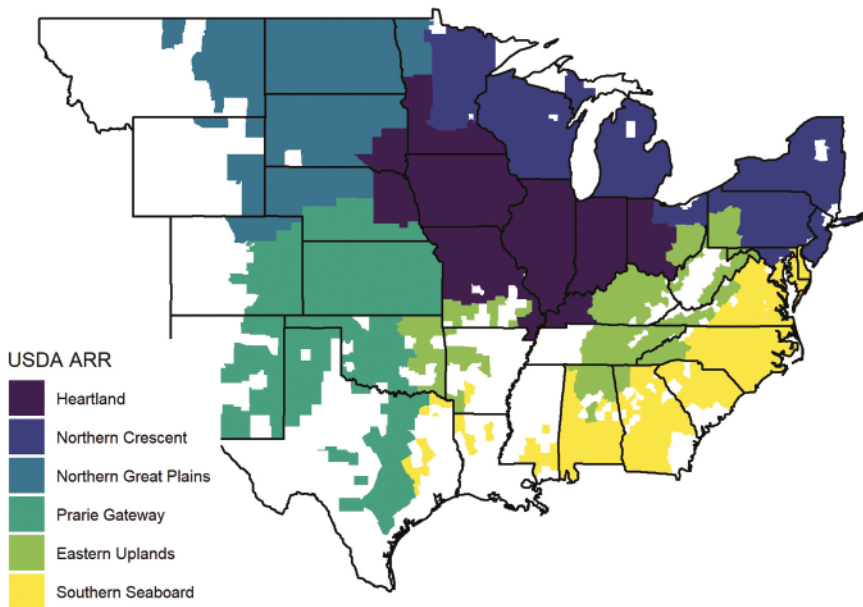 USDA ARR
Heartland
Northern Crescent
Northern Great Plains
Prarie Gateway
Eastern Uplands
Southern Seaboard